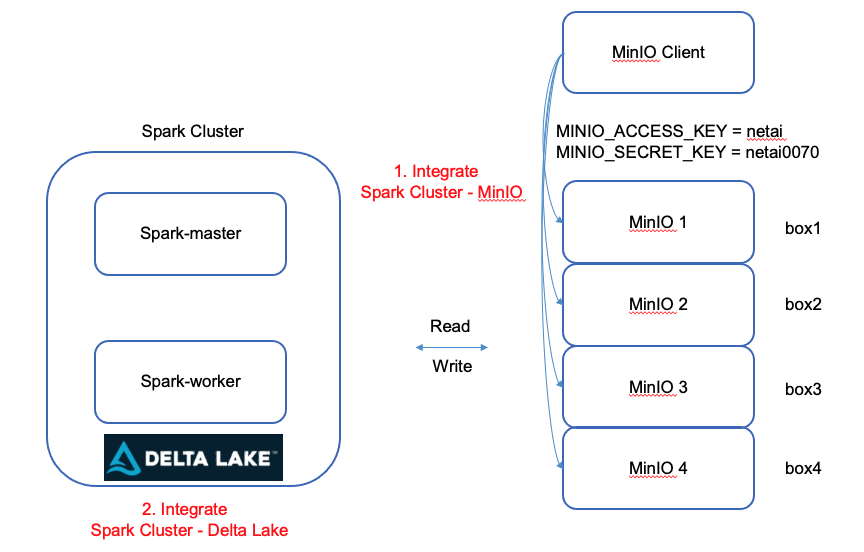 MinIO Client
Spark Cluster
MINIO_ACCESS_KEY = netai
MINIO_SECRET_KEY = netai0070
1. Integrate
Spark Cluster - MinIO
Spark-master
MinIO 1
box1
MinIO 2
box2
Read
Write
Spark-worker
MinIO 3
box3
DELTA LAKE
MinIO 4
box4
2. Integrate
Spark Cluster - Delta Lake